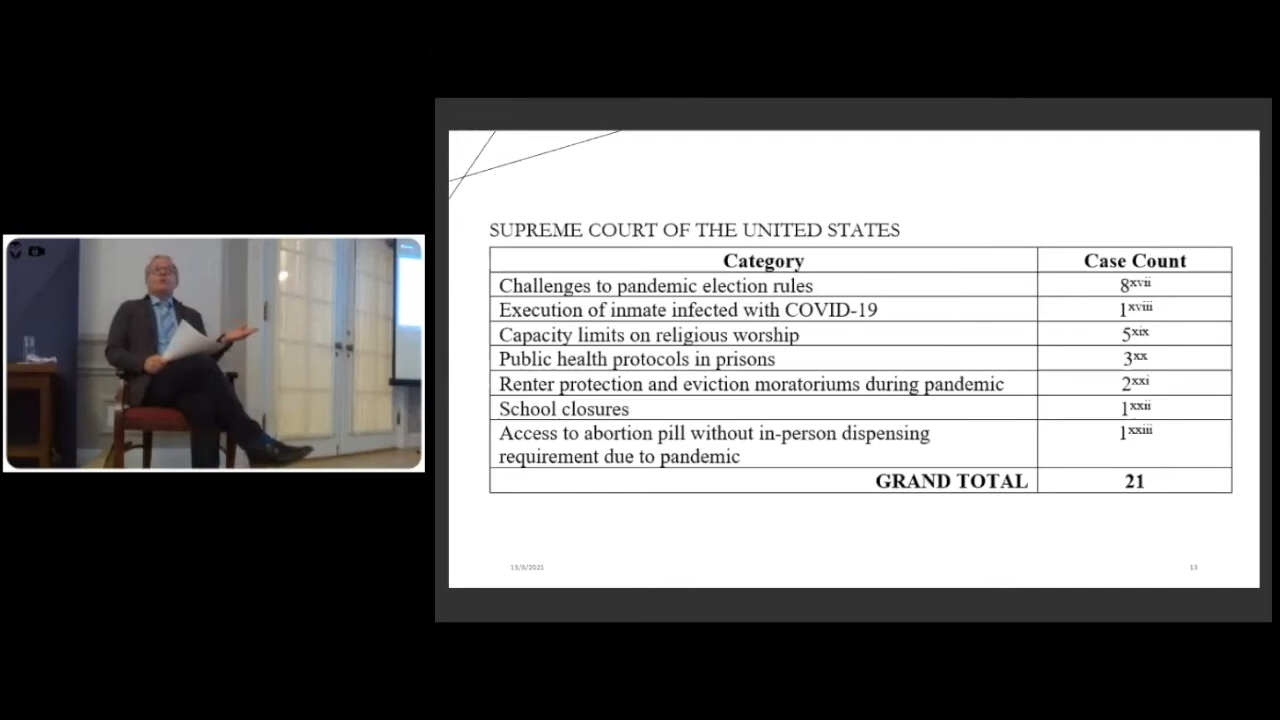 SUPREME COURT OF THE UNITED STATES
Category Case Count
Challenges to pandemic election rules 8xvii
Execution of inmate infected with COVID-19 1xviii
Capacity limits on religious worship 5xix
Public health protocols in prisons 3xx
Renter protection and eviction moratoriums during pandemic 2xxi
School closures 1xxii
Access to abortion pill without in-person dispensing 1xxiii
requirement due to pandemic
GRAND TOTAL 21
13